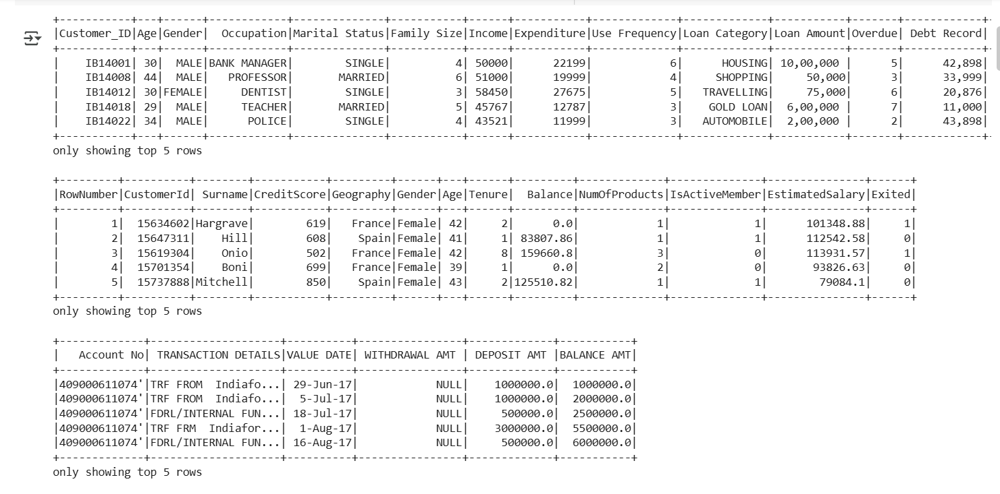 +-----------+---+------+------------+--------------+-----------+------+-----------+-------------+-------------+-----------+-------+------------+-
|Customer_ID|Age|Gender|  Occupation|Marital Status|Family Size|Income|Expenditure|Use Frequency|Loan Category|Loan Amount|Overdue| Debt Record|
+-----------+---+------+------------+--------------+-----------+------+-----------+-------------+-------------+-----------+-------+------------+-
|    IB14001| 30|  MALE|BANK MANAGER|        SINGLE|          4| 50000|      22199|            6|      HOUSING| 10,00,000 |      5|      42,898|
|    IB14008| 44|  MALE|   PROFESSOR|       MARRIED|          6| 51000|      19999|            4|     SHOPPING|     50,000|      3|      33,999|
|    IB14012| 30|FEMALE|     DENTIST|        SINGLE|          3| 58450|      27675|            5|   TRAVELLING|     75,000|      6|      20,876|
|    IB14018| 29|  MALE|     TEACHER|       MARRIED|          5| 45767|      12787|            3|    GOLD LOAN|  6,00,000 |      7|      11,000|
|    IB14022| 34|  MALE|      POLICE|        SINGLE|          4| 43521|      11999|            3|   AUTOMOBILE|  2,00,000 |      2|      43,898|
+-----------+---+------+------------+--------------+-----------+------+-----------+-------------+-------------+-----------+-------+------------+-
only showing top 5 rows
+---------+----------+--------+-----------+---------+------+---+------+---------+-------------+--------------+---------------+------+
|RowNumber|CustomerId| Surname|CreditScore|Geography|Gender|Age|Tenure|  Balance|NumOfProducts|IsActiveMember|EstimatedSalary|Exited|
+---------+----------+--------+-----------+---------+------+---+------+---------+-------------+--------------+---------------+------+
|        1|  15634602|Hargrave|        619|   France|Female| 42|     2|      0.0|            1|             1|      101348.88|     1|
|        2|  15647311|    Hill|        608|    Spain|Female| 41|     1| 83807.86|            1|             1|      112542.58|     0|
|        3|  15619304|    Onio|        502|   France|Female| 42|     8| 159660.8|            3|             0|      113931.57|     1|
|        4|  15701354|    Boni|        699|   France|Female| 39|     1|      0.0|            2|             0|       93826.63|     0|
|        5|  15737888|Mitchell|        850|    Spain|Female| 43|     2|125510.82|            1|             1|        79084.1|     0|
+---------+----------+--------+-----------+---------+------+---+------+---------+-------------+--------------+---------------+------+
only showing top 5 rows
+-------------+--------------------+----------+----------------+-------------+-----------+
|   Account No| TRANSACTION DETAILS|VALUE DATE| WITHDRAWAL AMT | DEPOSIT AMT |BALANCE AMT|
+-------------+--------------------+----------+----------------+-------------+-----------+
|409000611074'|TRF FROM  Indiafo...| 29-Jun-17|            NULL|    1000000.0|  1000000.0|
|409000611074'|TRF FROM  Indiafo...|  5-Jul-17|            NULL|    1000000.0|  2000000.0|
|409000611074'|FDRL/INTERNAL FUN...| 18-Jul-17|            NULL|     500000.0|  2500000.0|
|409000611074'|TRF FRM  Indiafor...|  1-Aug-17|            NULL|    3000000.0|  5500000.0|
|409000611074'|FDRL/INTERNAL FUN...| 16-Aug-17|            NULL|     500000.0|  6000000.0|
+-------------+--------------------+----------+----------------+-------------+-----------+
only showing top 5 rows